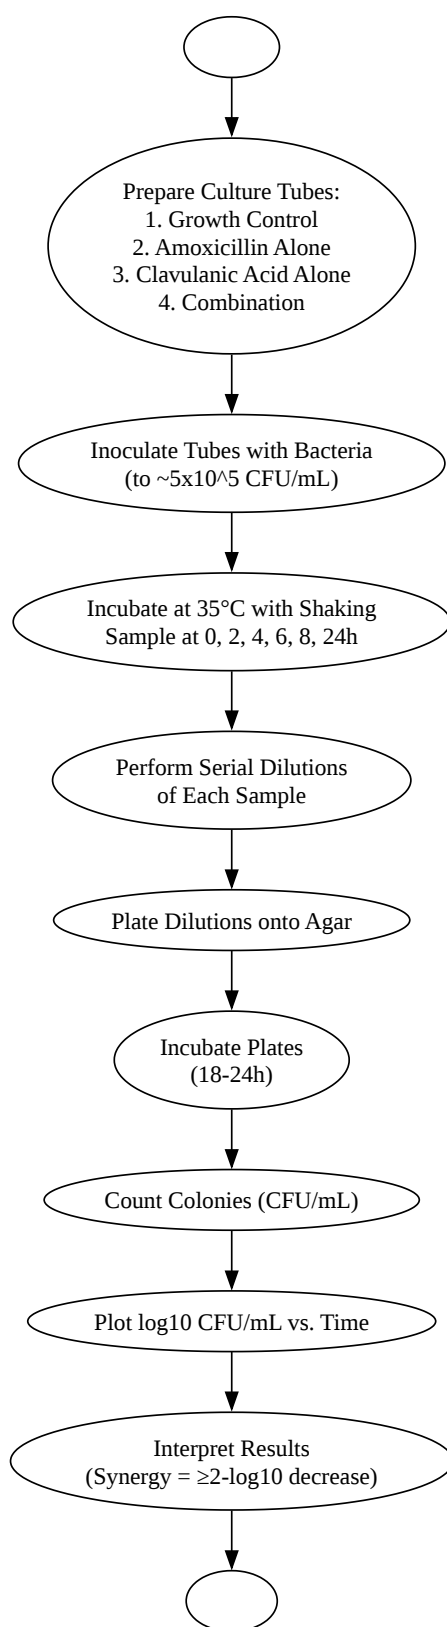 Prepare Culture Tubes:
1. Growth Control
2. Amoxicillin Alone
3. Clavulanic Acid Alone
4. Combination
Inoculate Tubes with Bacteria
(to ~5x10^5 CFU/mL)
Incubate at 35°C with Shaking
Sample at 0, 2, 4, 6, 8, 24h
Perform Serial Dilutions
of Each Sample
Plate Dilutions onto Agar
Incubate Plates
(18-24h)
Count Colonies (CFU/mL)
Plot log10 CFU/mL vs. Time
Interpret Results
(Synergy = ≥2-log10 decrease)